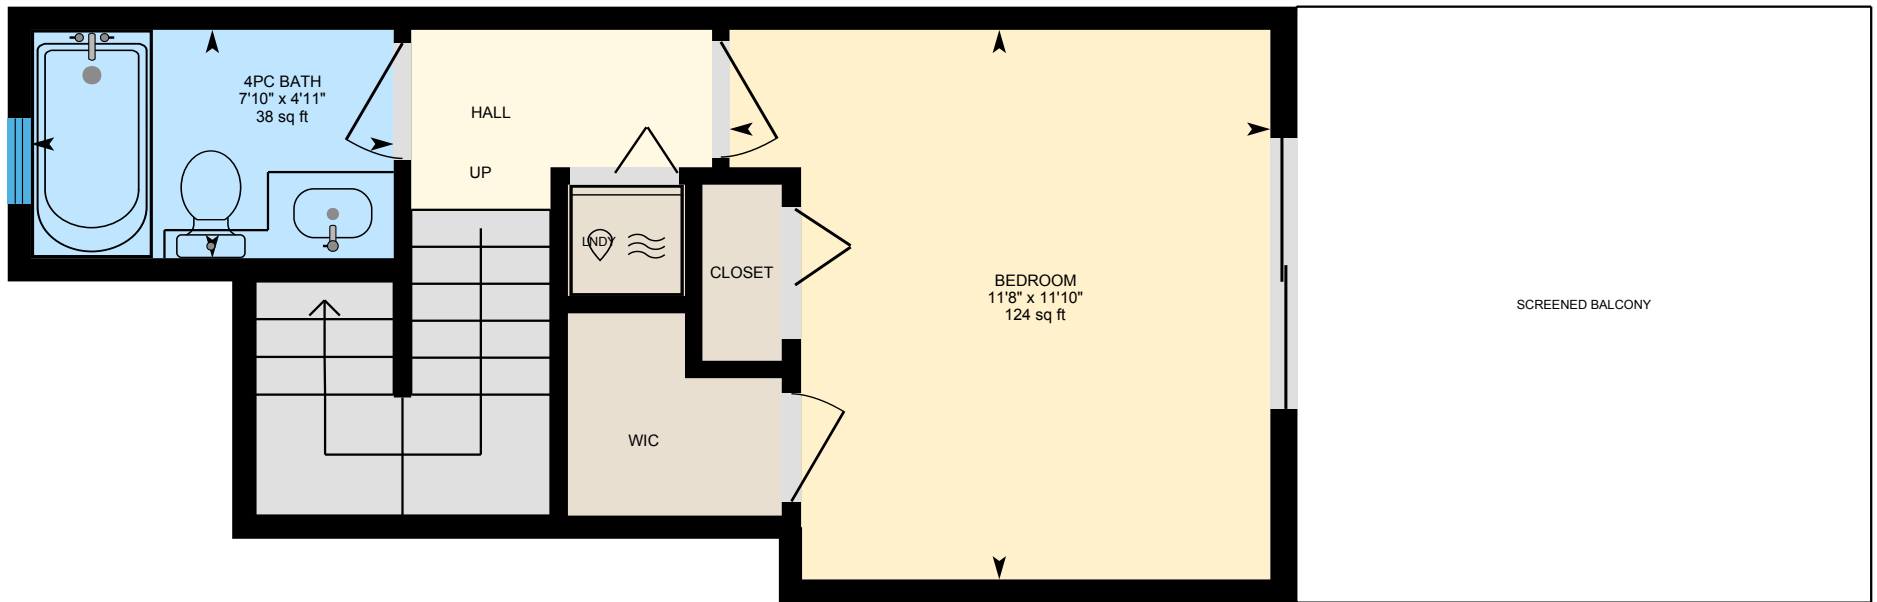 4PC BATH
7'10" x 4'11"
38 sq ft
HALL
UP
LNDY
CLOSET
WIC
BEDROOM
11'8" x 11'10"
124 sq ft
SCREENED BALCONY